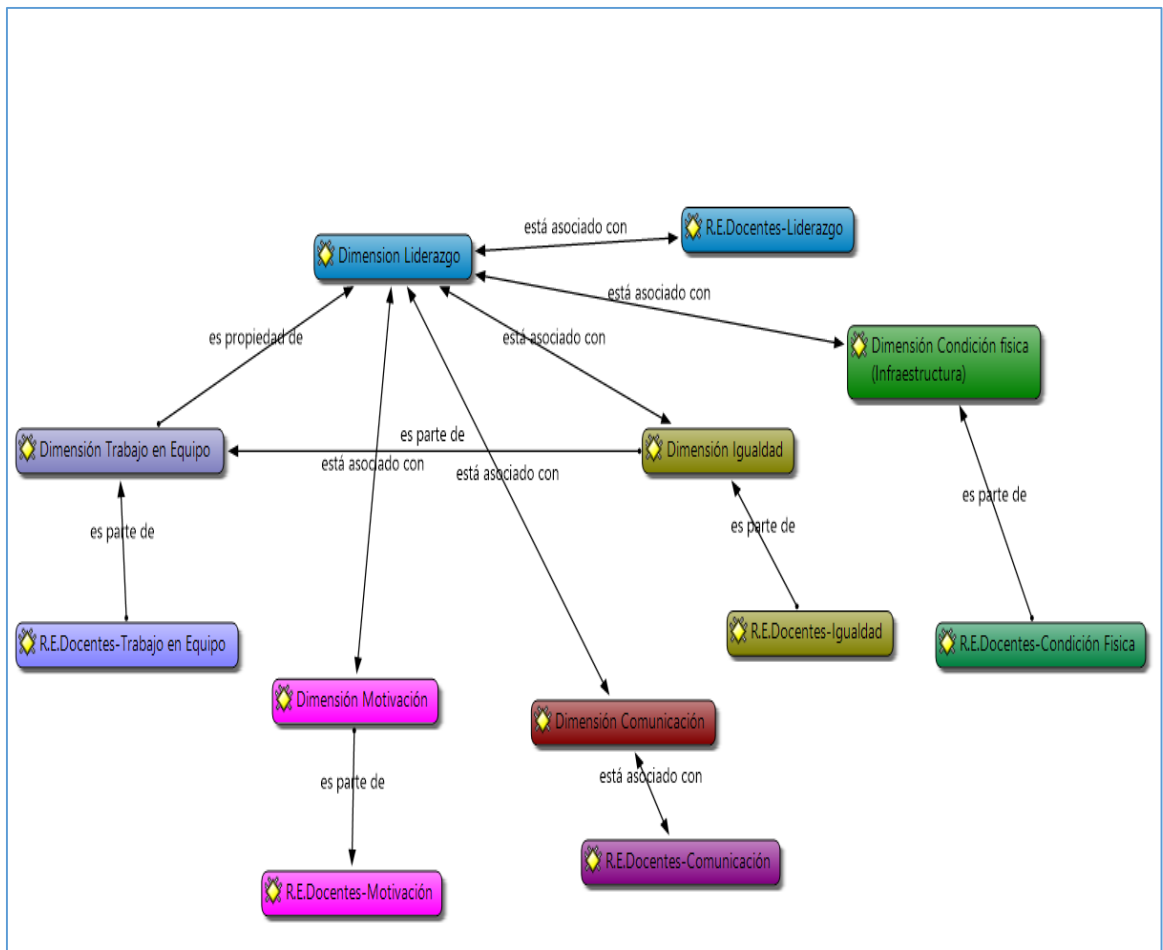 está asociado con
R.E.Docentes-Liderazgo
Dimension Liderazgo
está asociado con
es propiedad de
está asociado con
Dimensión Condición fisica
(Infraestructura)
Dimensión Trabajo en Equipo
es parte de
Dimensión Igualdad
está asociado con
está asociado con
es parte de
es parte de
es parte de
R.E.Docentes-Trabajo en Equipo
R.E.Docentes-Igualdad
R.E.Docentes-Condición Fisica
Dimensión Motivación
Dimensión Comunicación
es parte de
está asociado con
R.E.Docentes-Comunicación
R.E.Docentes-Motivación